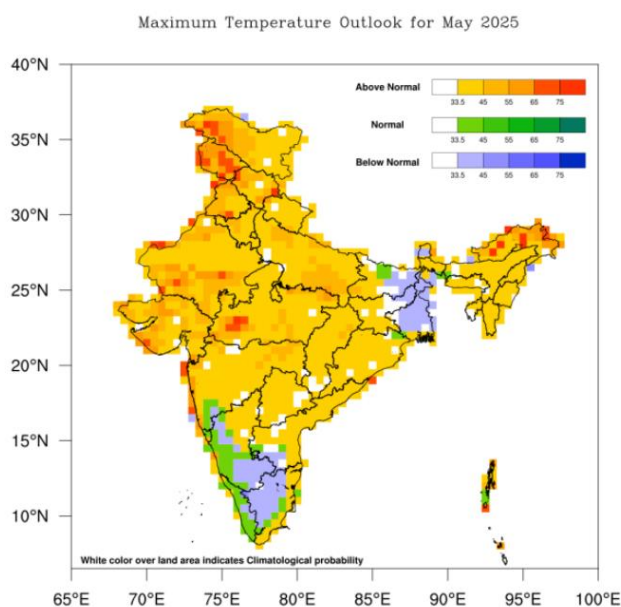 Maximum Temperature Outlook for May 2025
40°N
35°N
30°N
25°N
20°N
15°N
10°N
Above Normal
33.5 45 55 65 75
Normal
33.5 45 55 65 75
Below Normal
33.5 45 55 65 75
White color over land area indicates Climatological probability
65°E 70°E 75°E 80°E 85°E 90°E 95°E 100°E